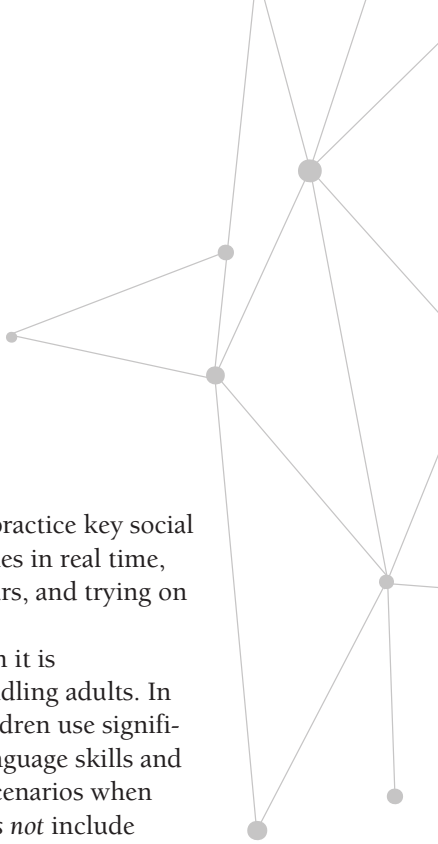 practice key social
es in real time,
rs, and trying on
n it is
dling adults. In
dren use signifi-
guage skills and
cenarios when
s not include